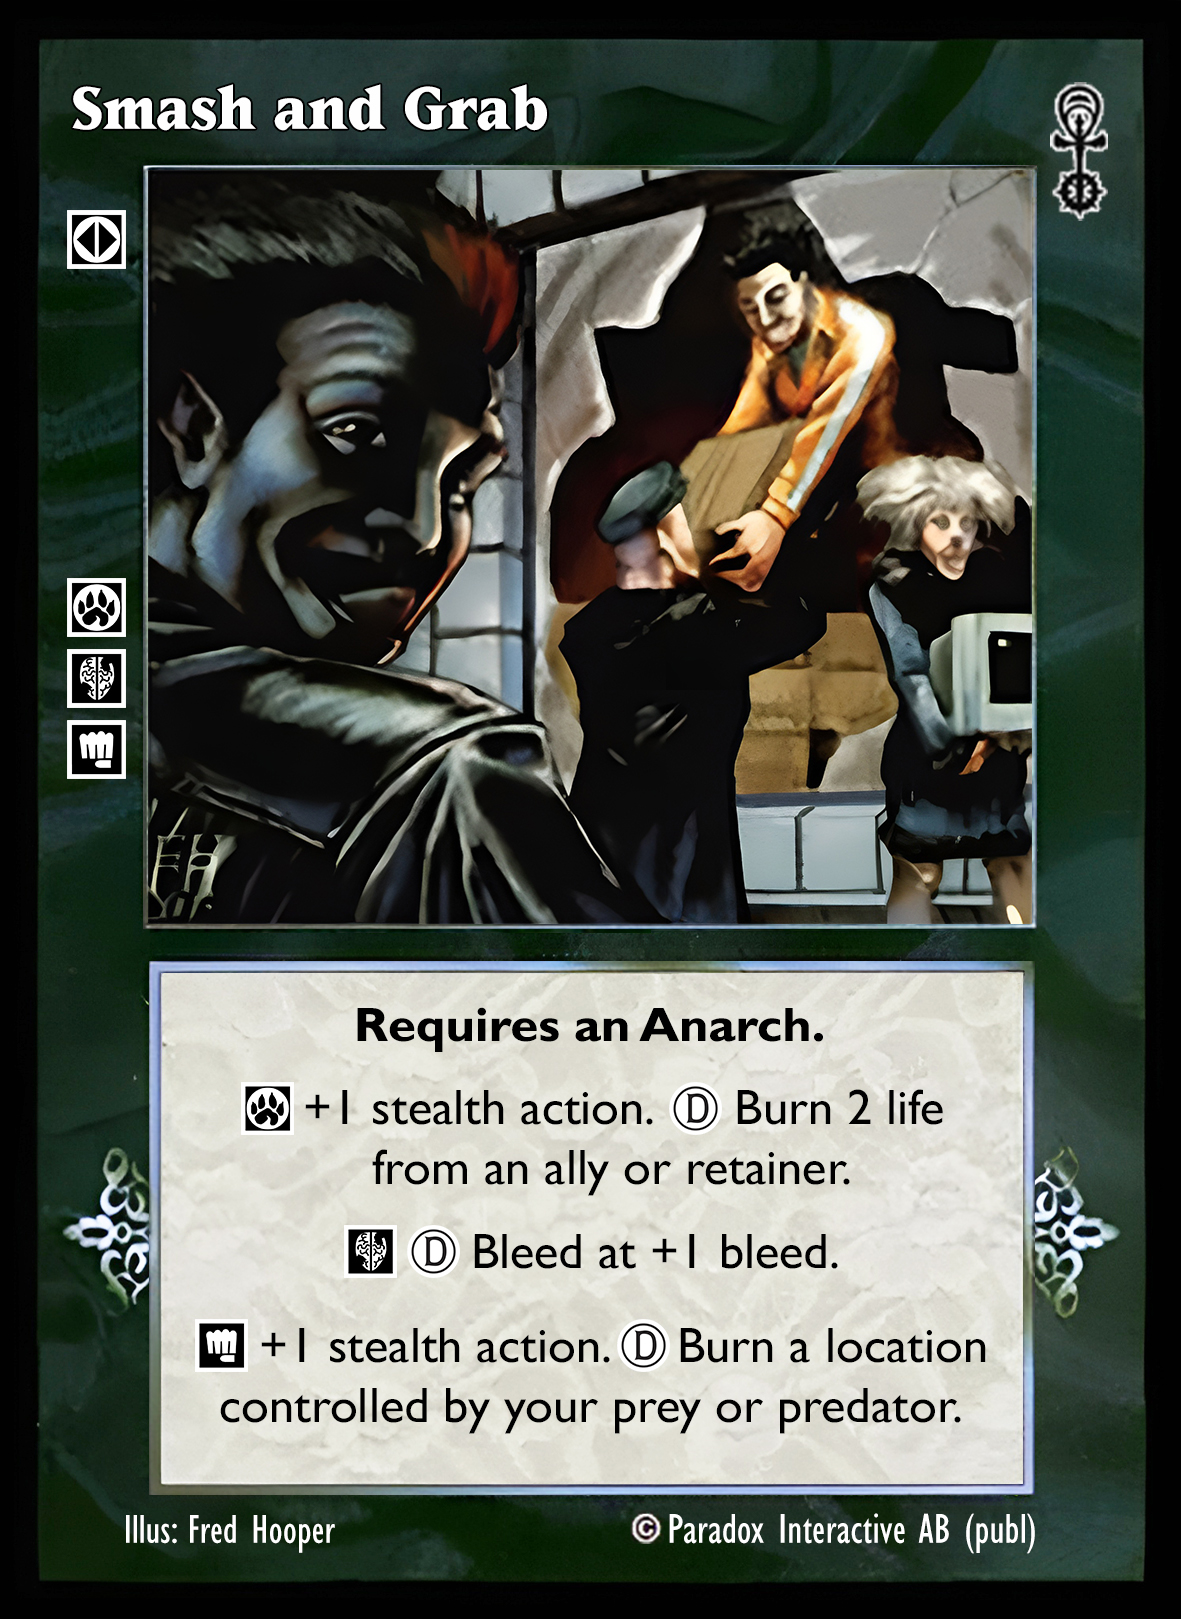 Smash and Grab
FH
Requires an Anarch.
+1 stealth action. Ⓓ Burn 2 life
from an ally or retainer.
Ⓓ Bleed at +1 bleed.
+1 stealth action. Ⓓ Burn a location
controlled by your prey or predator.
Illus: Fred Hooper
© Paradox Interactive AB (publ)